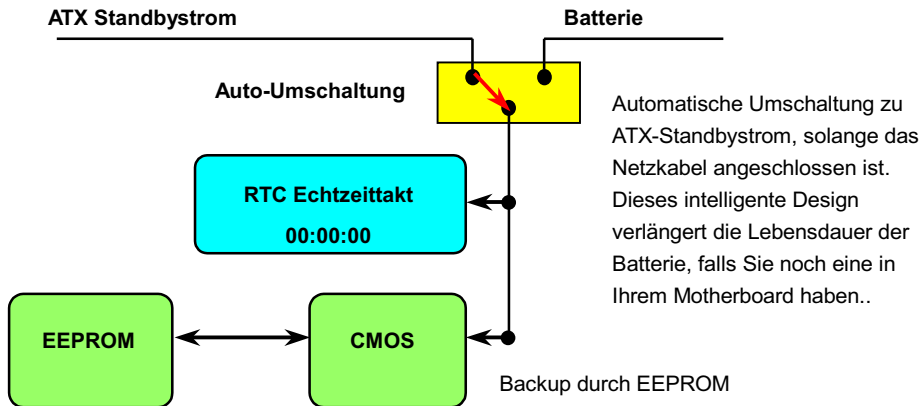 ATX Standbystrom
Batterie
Auto-Umschaltung
Automatische Umschaltung zu
ATX-Standbystrom, solange das
Netzkabel angeschlossen ist.
Dieses intelligente Design
verlängert die Lebensdauer der
Batterie, falls Sie noch eine in
Ihrem Motherboard haben..
RTC Echtzeittakt
00:00:00
EEPROM
CMOS
Backup durch EEPROM